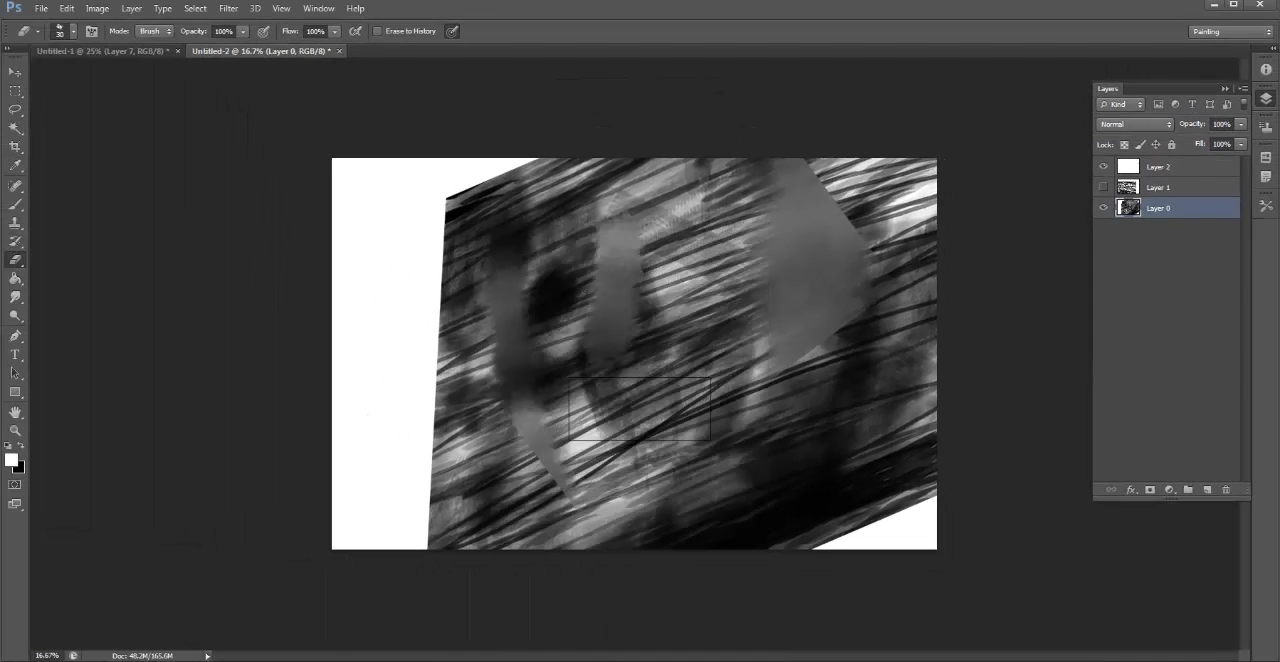 Ps File Edit Image Layer Type Select Filter 3D View Window Help
30 Mode: Brush Opacity: 100% Flow: 100% Erase to History Painting
Untitled-1 @ 25% (Layer 7, RGB/8) * × Untitled-2 @ 16.7% (Layer 0, RGB/8) * ×
Layers
Kind
Normal Opacity: 100%
Lock: Fill: 100%
Layer 2
Layer 1
Layer 0
16.67% Doc: 48.2M/165.6M